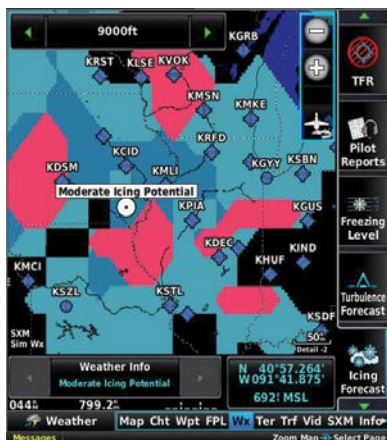 9000ft
KGRB
KRST
KLSE
KVOK
TFR
KMSN
KMKE
KRFD
Pilot
Reports
KCID
KDSM
KMLI
KGYY
KSBN
Moderate Icing Potential
KPIA
KGUS
Freezing
Level
KDEC
KIND
KMCI
KHUF
KSZL
KSTL
Turbulence
Forecast
KSDF
SXM
Sim Wx
50
Detail -2
Weather Info
Moderate Icing Potential
N 40°57.264'
W091°41.875'
692ft MSL
Icing
Forecast
044°
799.2
Weather
Map Cht Wpt FPL Wx Ter Trf Vid SXM Info
Messages
Zoom Map
Select Page